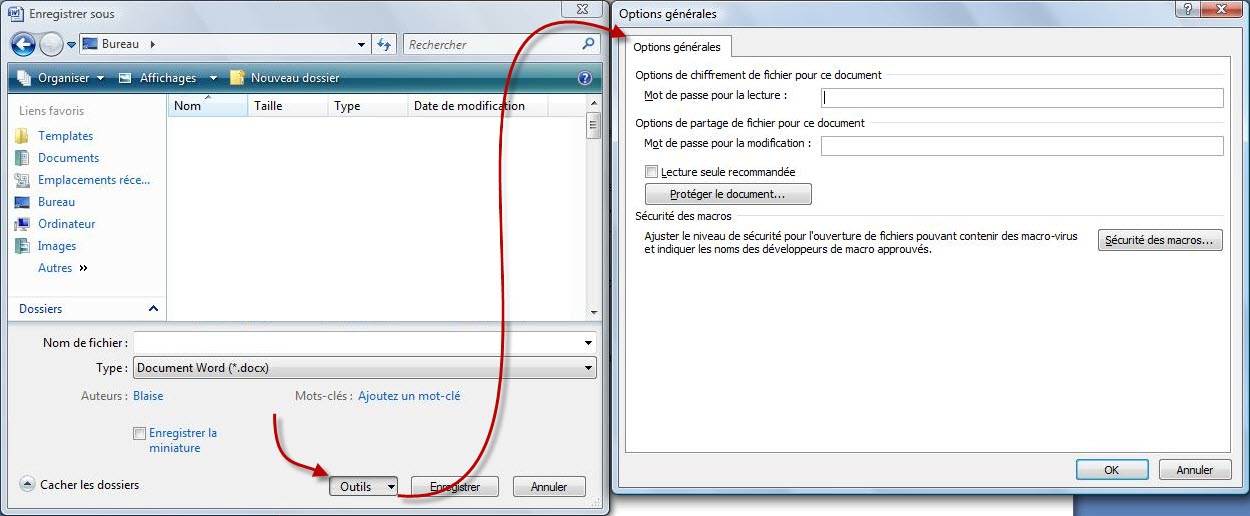 Enregistrer sous
Bureau
Rechercher
Organiser Affichages Nouveau dossier
Liens favoris
Templates
Documents
Emplacements réce...
Bureau
Ordinateur
Images
Autres »
Dossiers
Nom Taille Type Date de modification
Nom de fichier :
Type : Document Word (*.docx)
Auteurs : Blaise Mots-clés : Ajoutez un mot-clé
Enregistrer la
miniature
Cacher les dossiers
Outils Enregistrer Annuler
Options générales
Options générales
Options de chiffrement de fichier pour ce document
Mot de passe pour la lecture :
Options de partage de fichier pour ce document
Mot de passe pour la modification :
Lecture seule recommandée
Protéger le document...
Sécurité des macros
Ajuster le niveau de sécurité pour l'ouverture de fichiers pouvant contenir des macro-virus
et indiquer les noms des développeurs de macro approuvés.
Sécurité des macros...
OK Annuler